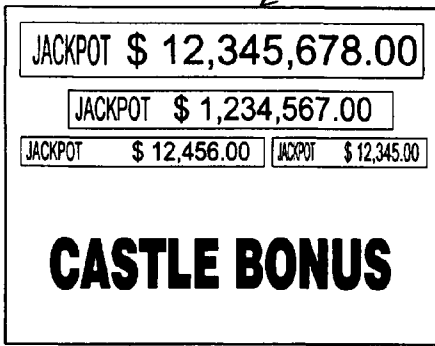 JACKPOT $ 12,345,678.00
JACKPOT $ 1,234,567.00
JACKPOT $ 12,456.00 JACKPOT $ 12,345.00
CASTLE BONUS